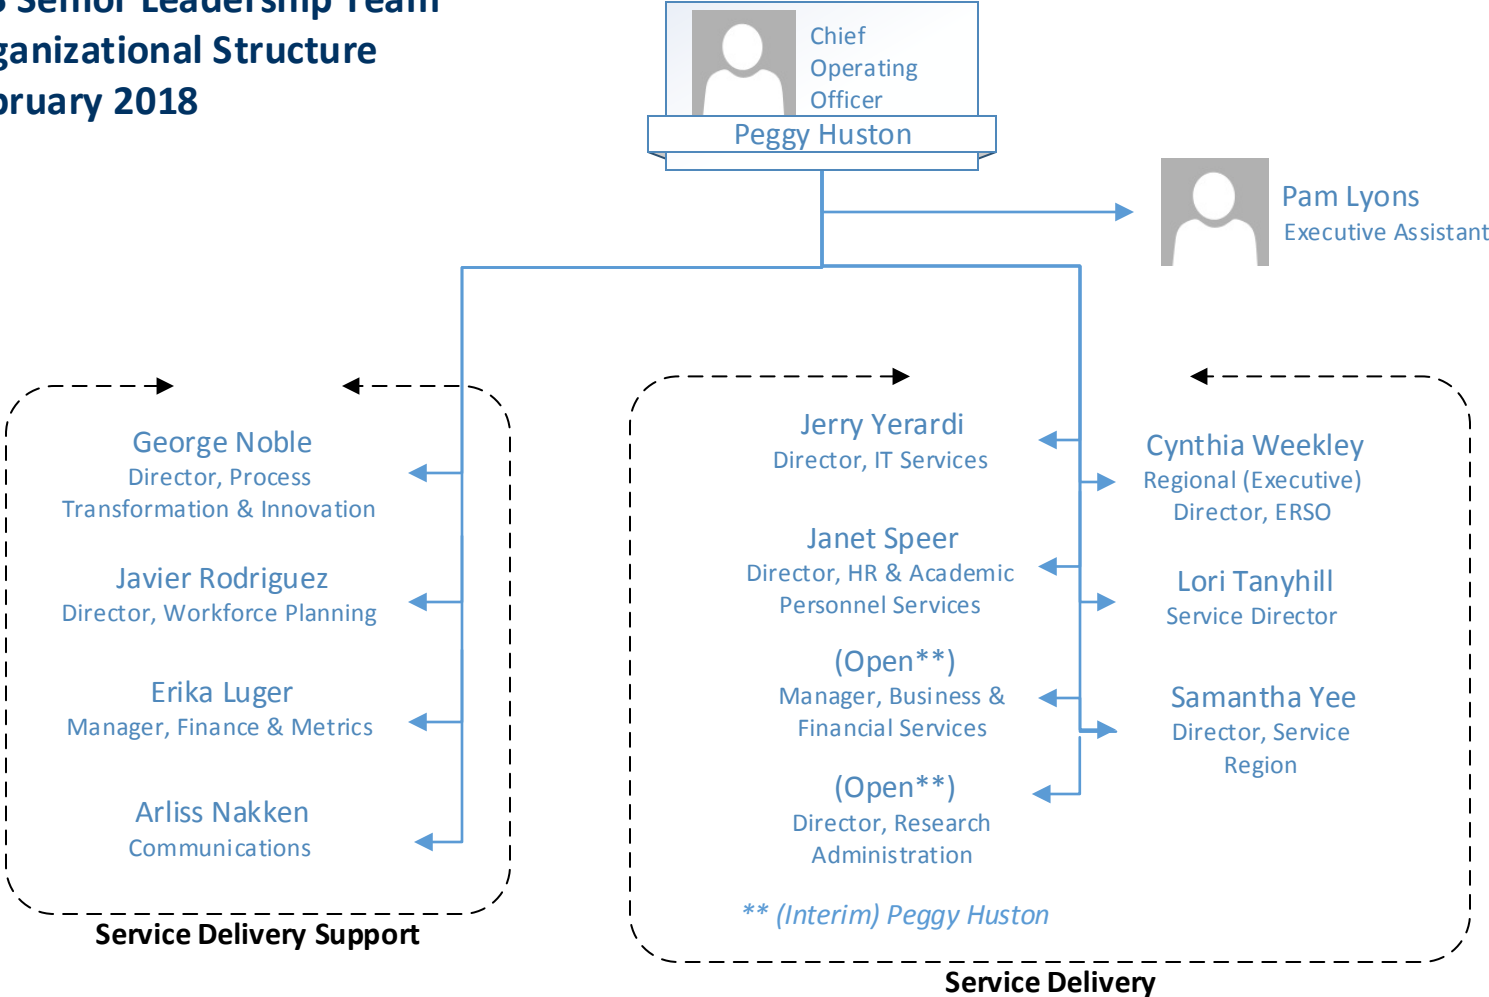 Senior Leadership Team
Structure
2018
Chief
Operating
Officer
Peggy Huston
Pam Lyons
Executive Assistant
George Noble
Director, Process
Transformation & Innovation
Javier Rodriguez
Director, Workforce Planning
Erika Luger
Manager, Finance & Metrics
Arliss Nakken
Communications
Service Delivery Support
Jerry Yerardi
Director, IT Services
Janet Speer
Director, HR & Academic
Personnel Services
(Open**)
Manager, Business &
Financial Services
(Open**)
Director, Research
Administration
** (Interim) Peggy Huston
Cynthia Weekley
Regional (Executive)
Director, ERSO
Lori Tanyhill
Service Director
Samantha Yee
Director, Service
Region
Service Delivery